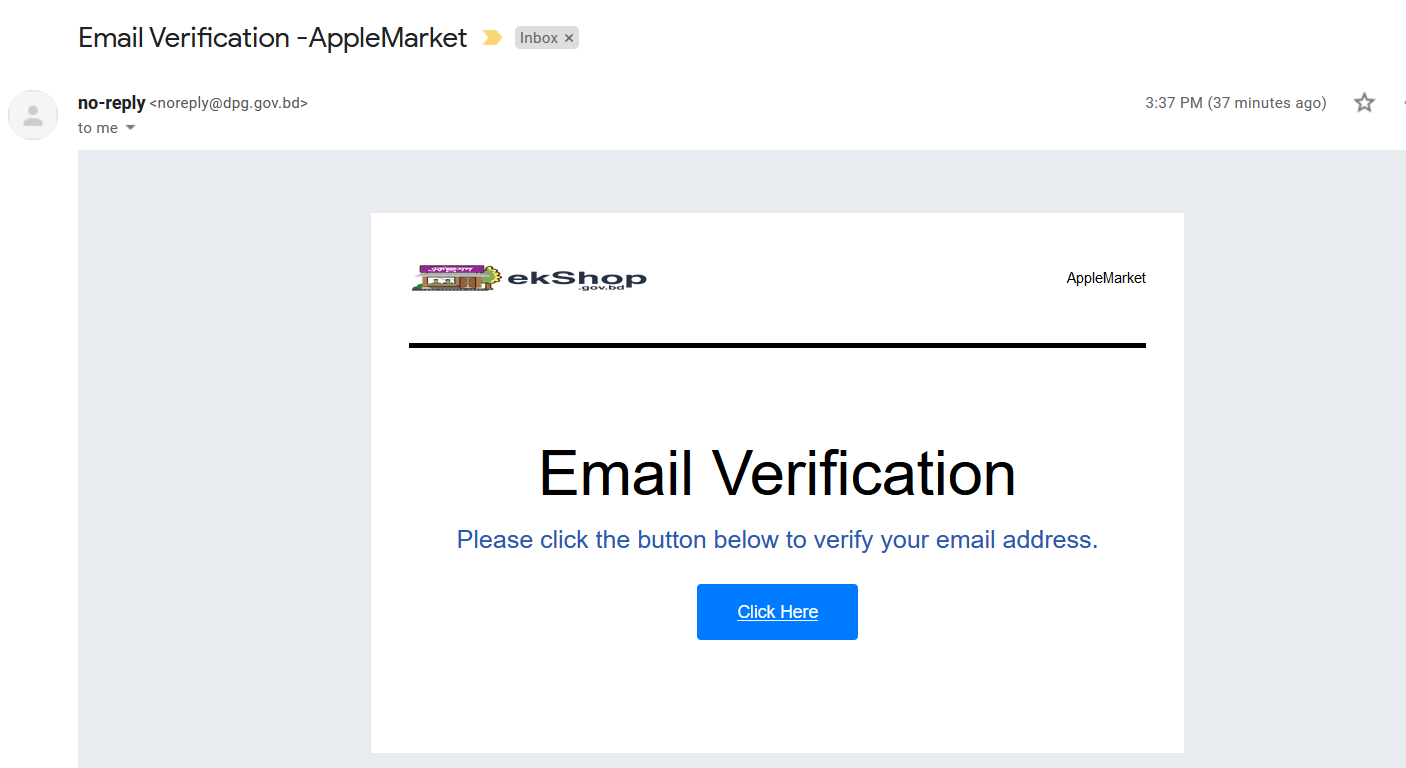 Email Verification -AppleMarket
Inbox ×
no-reply <noreply@dpg.gov.bd>
3:37 PM (37 minutes ago)
to me
ekShop
.gov.bd
AppleMarket
Email Verification
Please click the button below to verify your email address.
Click Here